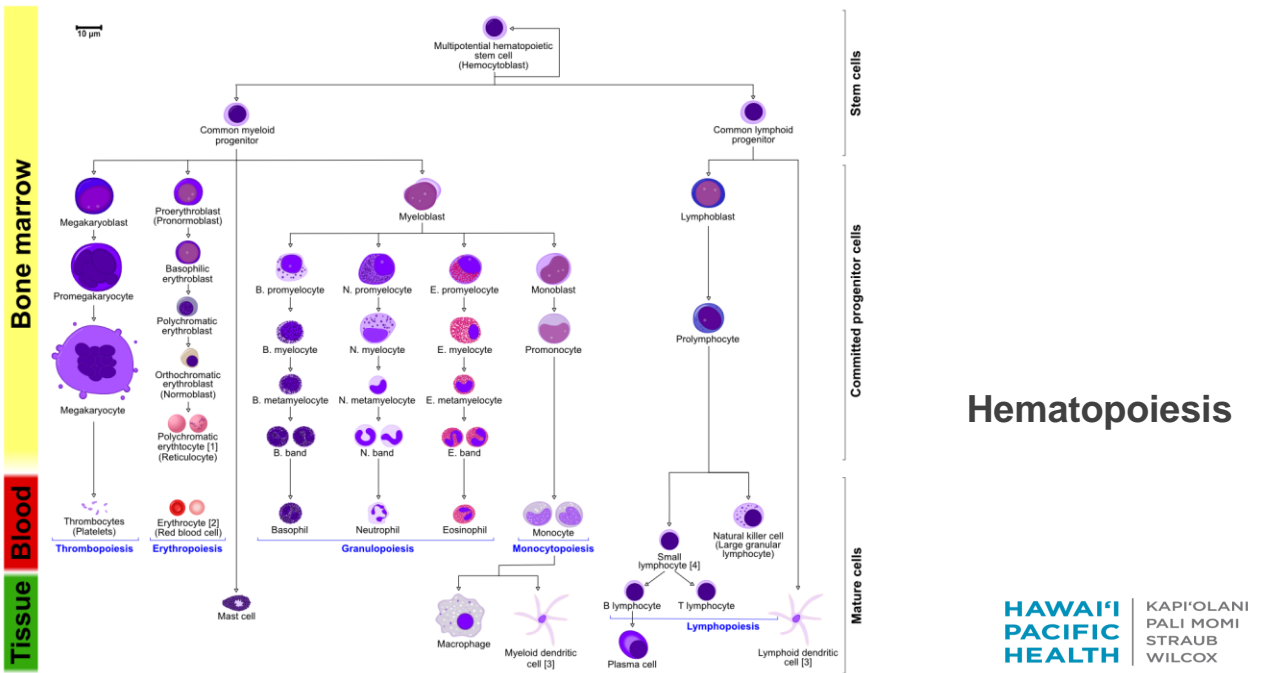 10 µm
Multipotential hematopoietic
stem cell
(Hemocytoblast)
Common myeloid
progenitor
Common lymphoid
progenitor
Megakaryoblast
Proerythroblast
(Pronormoblast)
Myeloblast
Lymphoblast
Promegakaryocyte
Basophilic
erythroblast
B. promyelocyte
N. promyelocyte
E. promyelocyte
Monoblast
Polychromatic
erythroblast
B. myelocyte
N. myelocyte
E. myelocyte
Promonocyte
Prolymphocyte
Megakaryocyte
Orthochromatic
erythroblast
(Normoblast)
B. metamyelocyte
N. metamyelocyte
E. metamyelocyte
Polychromatic
erythtocyte [1]
(Reticulocyte)
B. band
N. band
E. band
Thrombocytes
(Platelets)
Erythrocyte [2]
(Red blood cell)
Basophil
Neutrophil
Eosinophil
Monocyte
Natural killer cell
(Large granular
lymphocyte)
Thrombopoiesis
Erythropoiesis
Granulopoiesis
Monocytopoiesis
Small
lymphocyte [4]
Mast cell
B lymphocyte
T lymphocyte
Lymphopoiesis
Macrophage
Myeloid dendritic
cell [3]
Plasma cell
Lymphoid dendritic
cell [3]
Bone marrow
Blood
Tissue
Stem cells
Committed progenitor cells
Mature cells
Hematopoiesis
HAWAI‘I
PACIFIC
HEALTH
KAPI‘OLANI
PALI MOMI
STRAUB
WILCOX